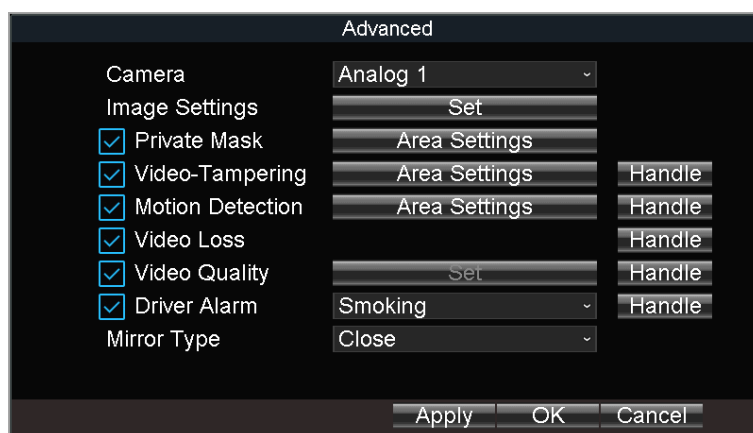 Advanced
Camera Analog 1
Image Settings Set
Private Mask Area Settings
Video-Tampering Area Settings Handle
Motion Detection Area Settings Handle
Video Loss Handle
Video Quality Set Handle
Driver Alarm Smoking Handle
Mirror Type Close
Apply OK Cancel